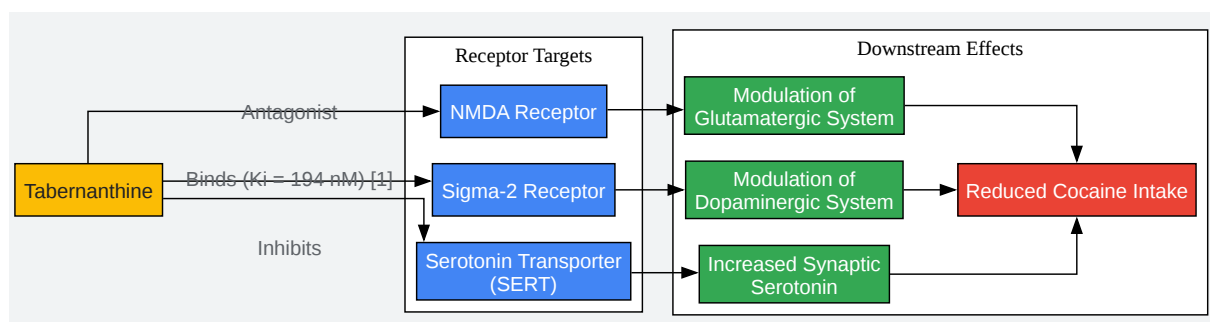 Receptor Targets
Downstream Effects
Antagonist
NMDA Receptor
Modulation of
Glutamatergic System
Tabernanthine
Binds (Ki = 194 nM) [1]
Sigma-2 Receptor
Modulation of
Dopaminergic System
Reduced Cocaine Intake
Inhibits
Serotonin Transporter
(SERT)
Increased Synaptic
Serotonin